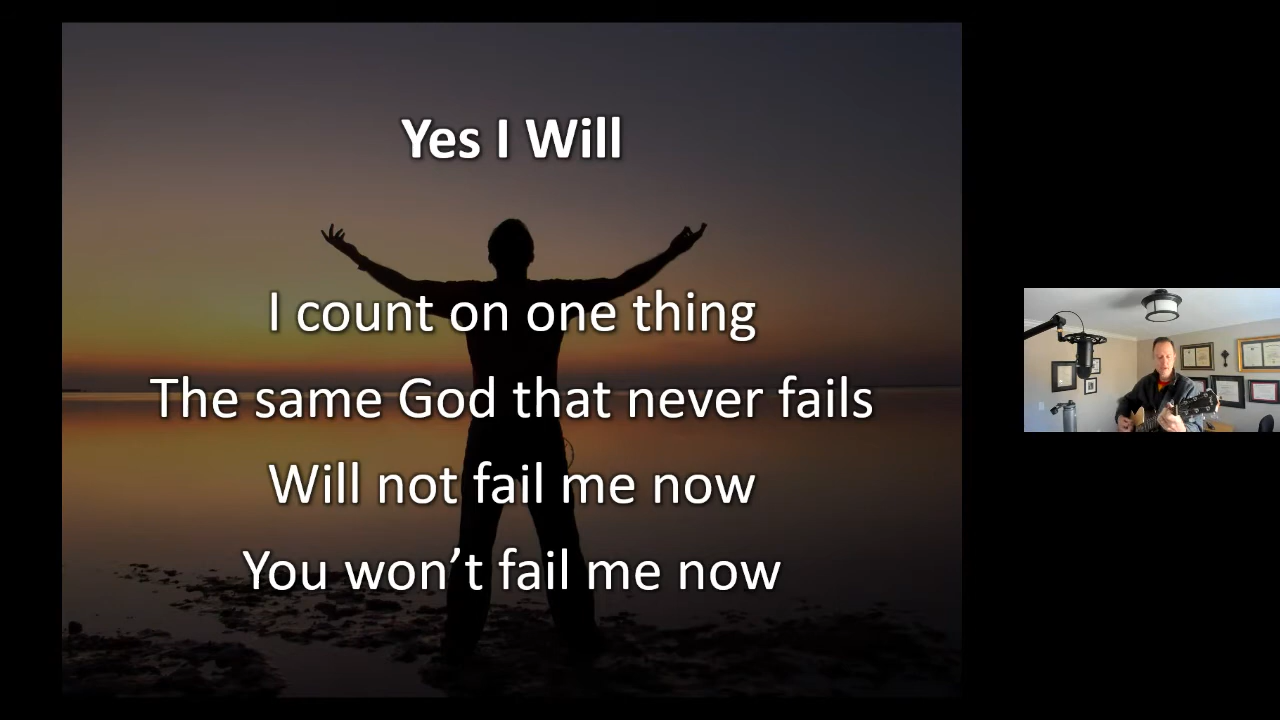 Yes I Will
I count on one thing
The same God that never fails
Will not fail me now
You won’t fail me now